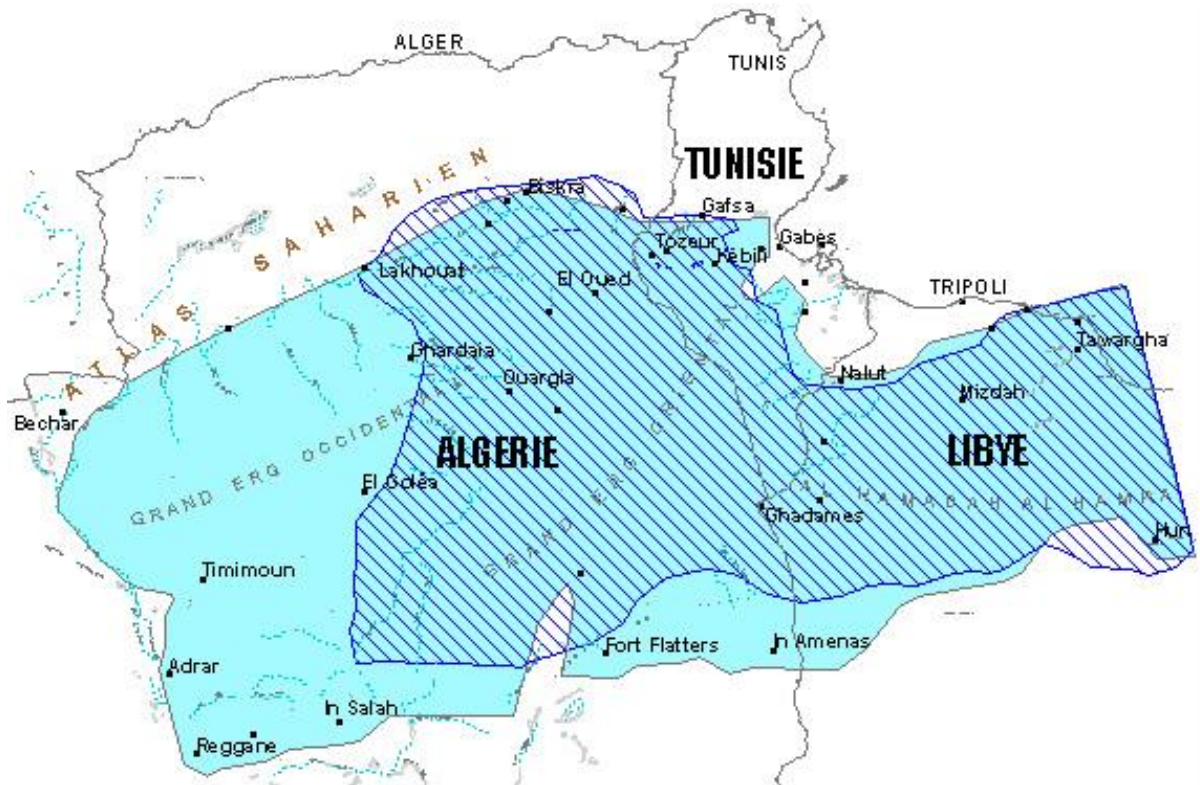 ALGER
TUNIS
TUNISIE
ATLAS SAHARIEN
Biskra
Gafsa
Tozeur
Gabes
Kebili
Lakhouat
El Oued
TRIPOLI
Tawargha
Ghardaia
Nalut
Ouargla
Mizdah
Bechar
GRAND ERG OCCIDENTAL
ALGERIE
GRAND ERG ORIENTAL
LIBYE
El Goléa
AL HAMADAH AL HAMRA
Ghadames
Hun
Timimoun
Fort Flatters
In Amenas
Adrar
In Salah
Reggane